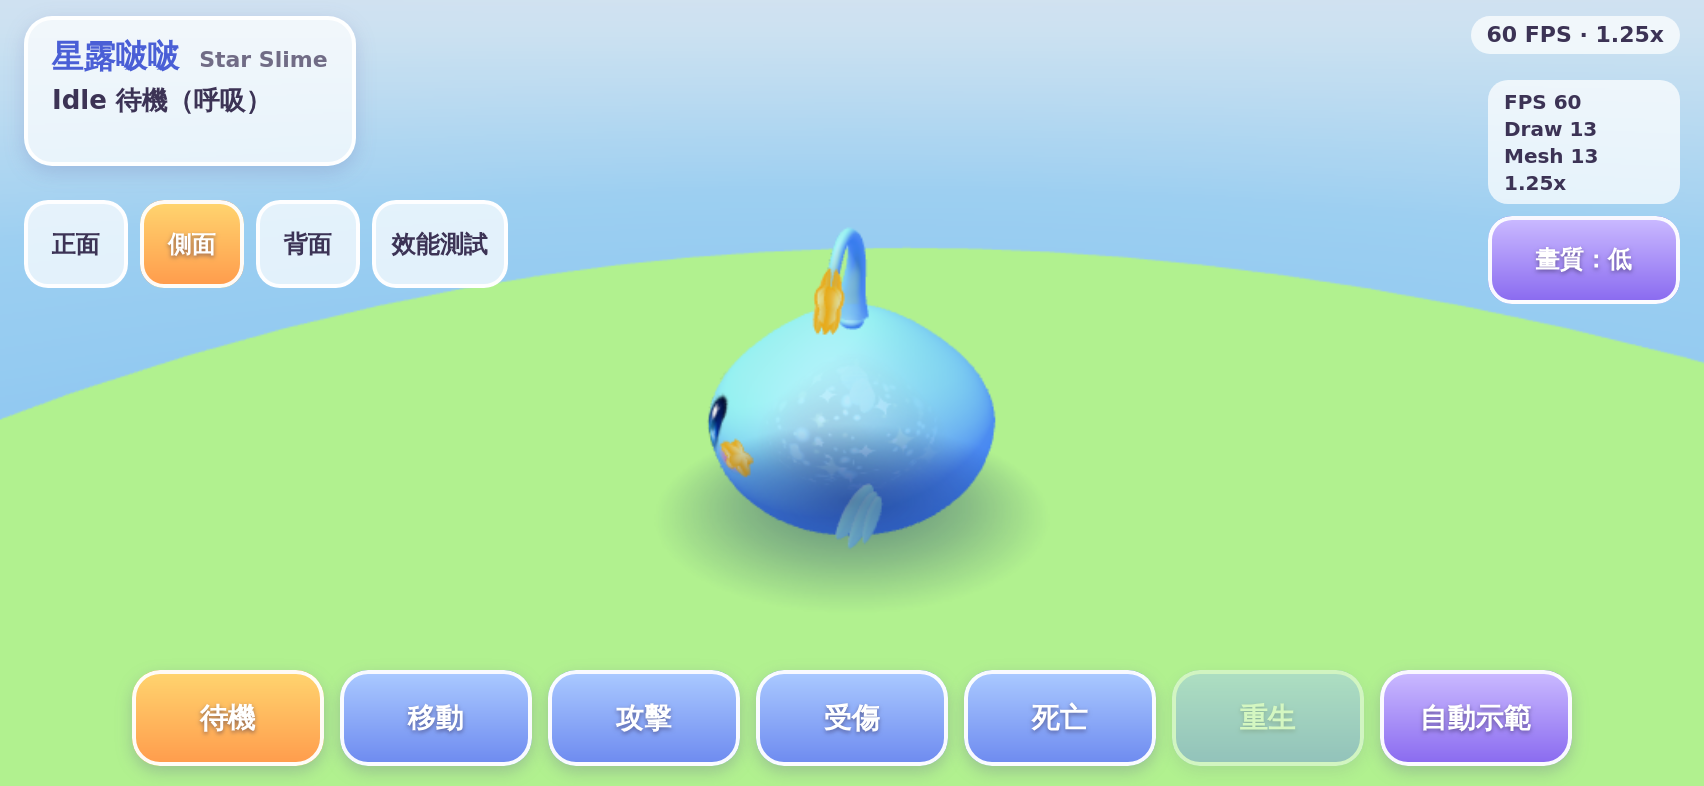 星露啵啵 Star Slime
Idle 待機（呼吸）
60 FPS · 1.25x
FPS 60
Draw 13
Mesh 13
1.25x
正面 側面 背面 效能測試
畫質：低
待機 移動 攻擊 受傷 死亡 重生 自動示範